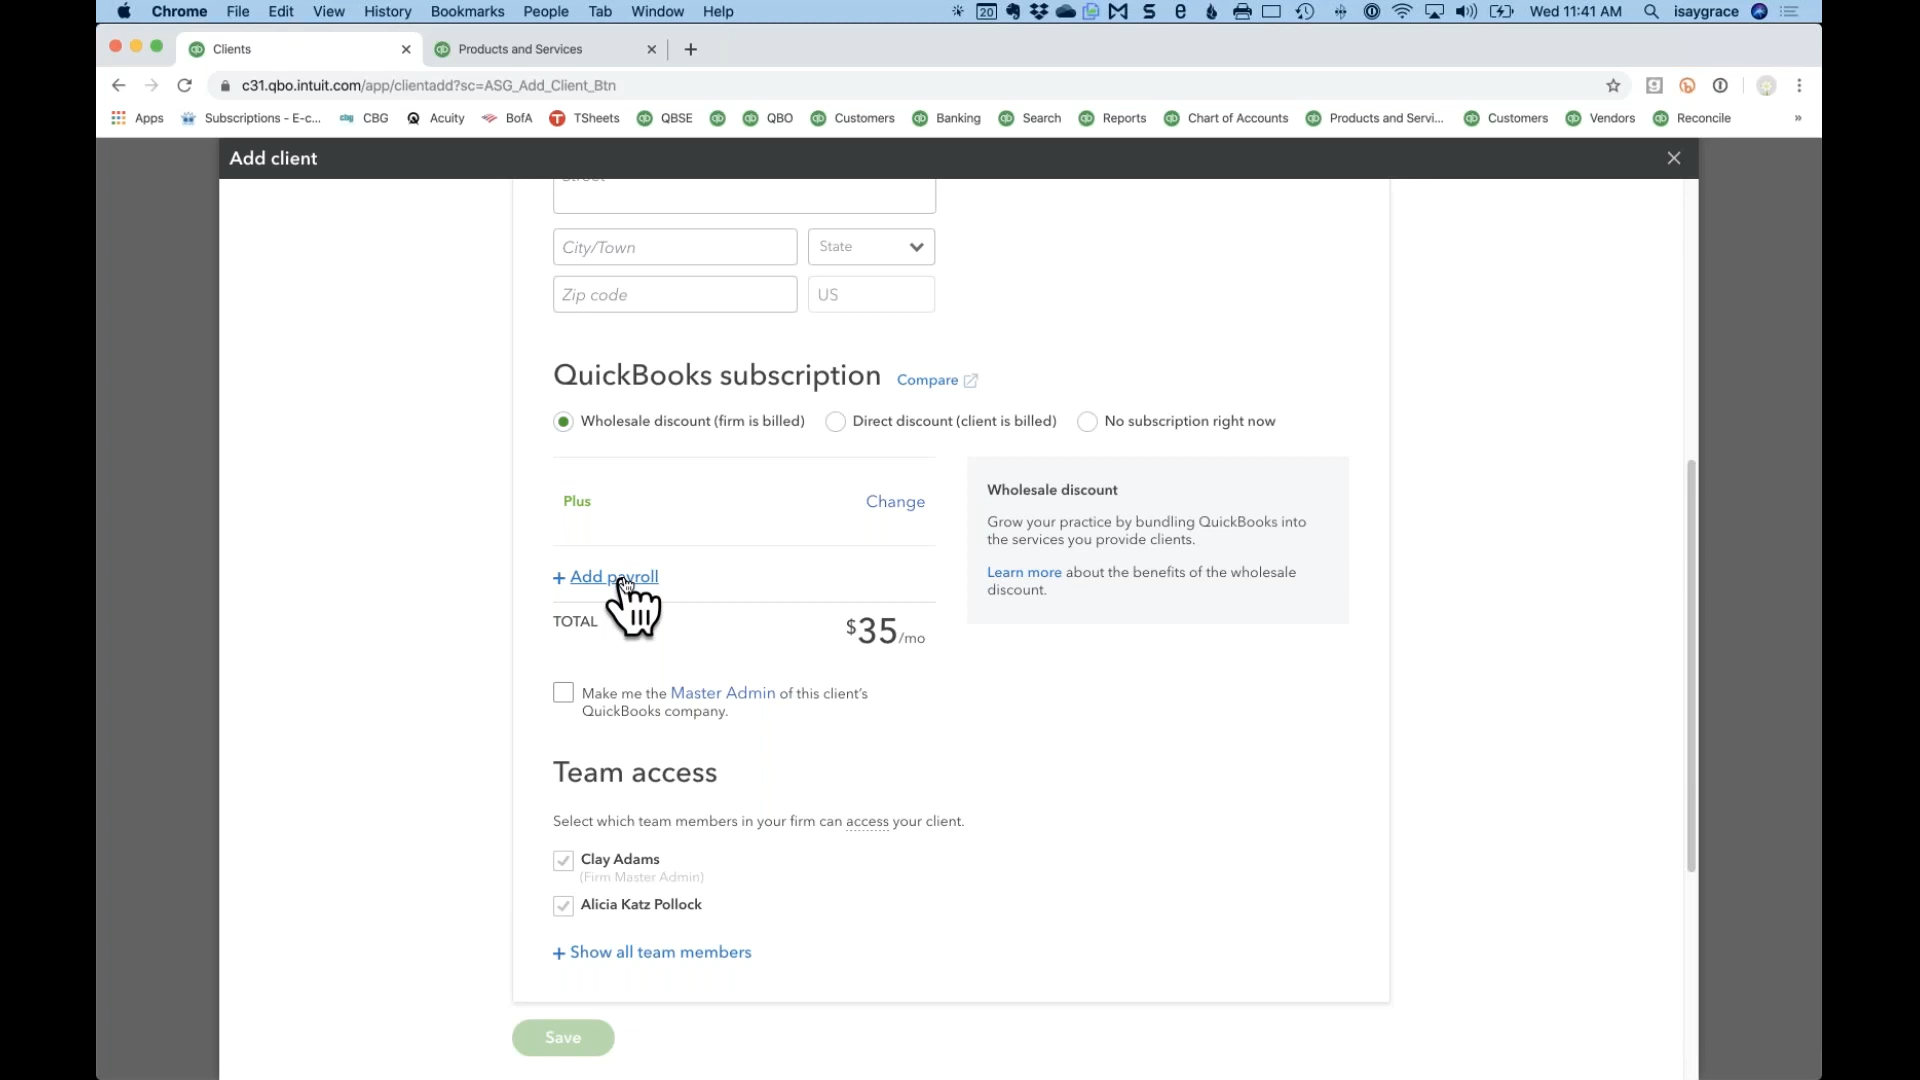 Chrome File Edit View History Bookmarks People Tab Window Help
20
Wed 11:41 AM isaygrace
Clients
Products and Services
c31.qbo.intuit.com/app/clientadd?sc=ASG_Add_Client_Btn
Apps Subscriptions - E-c... CBG Acuity BofA TSheets QBSE QBO Customers Banking Search Reports Chart of Accounts Products and Servi... Customers Vendors Reconcile »
Add client
Street
City/Town State
Zip code US
QuickBooks subscription Compare
Wholesale discount (firm is billed) Direct discount (client is billed) No subscription right now
Plus Change
Wholesale discount
Grow your practice by bundling QuickBooks into
the services you provide clients.
Learn more about the benefits of the wholesale
discount.
+ Add payroll
TOTAL $35/mo
Make me the Master Admin of this client's
QuickBooks company.
Team access
Select which team members in your firm can access your client.
Clay Adams
(Firm Master Admin)
Alicia Katz Pollock
+ Show all team members
Save